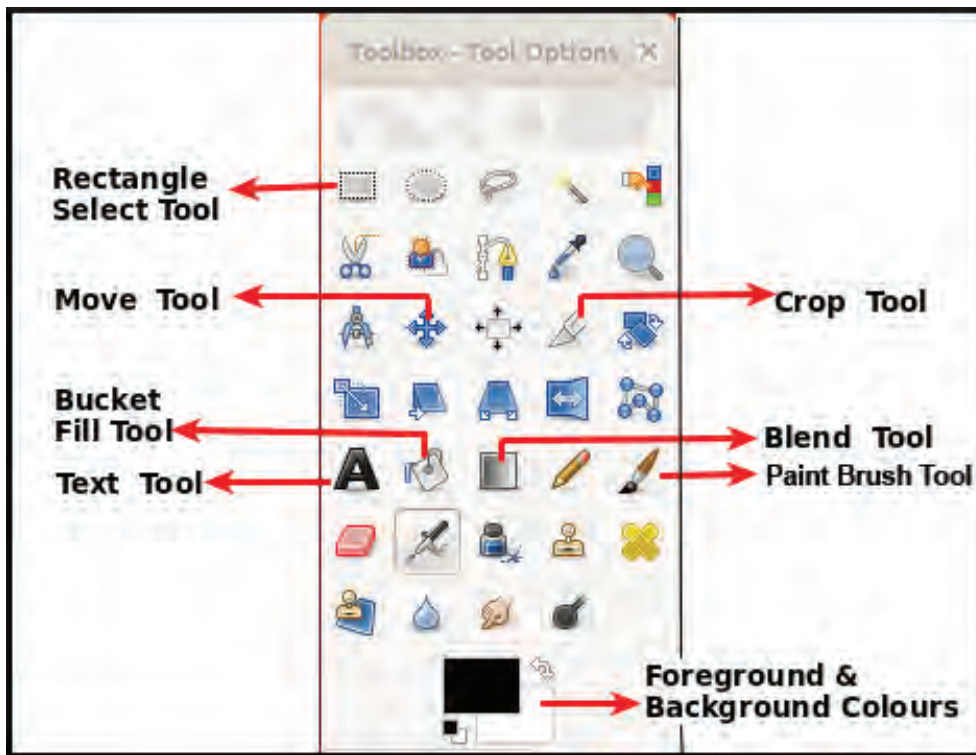 Toolbox - Tool Options
Rectangle
Select Tool
Move Tool
Crop Tool
Bucket
Fill Tool
Blend Tool
Text Tool
Paint Brush Tool
Foreground &
Background Colours